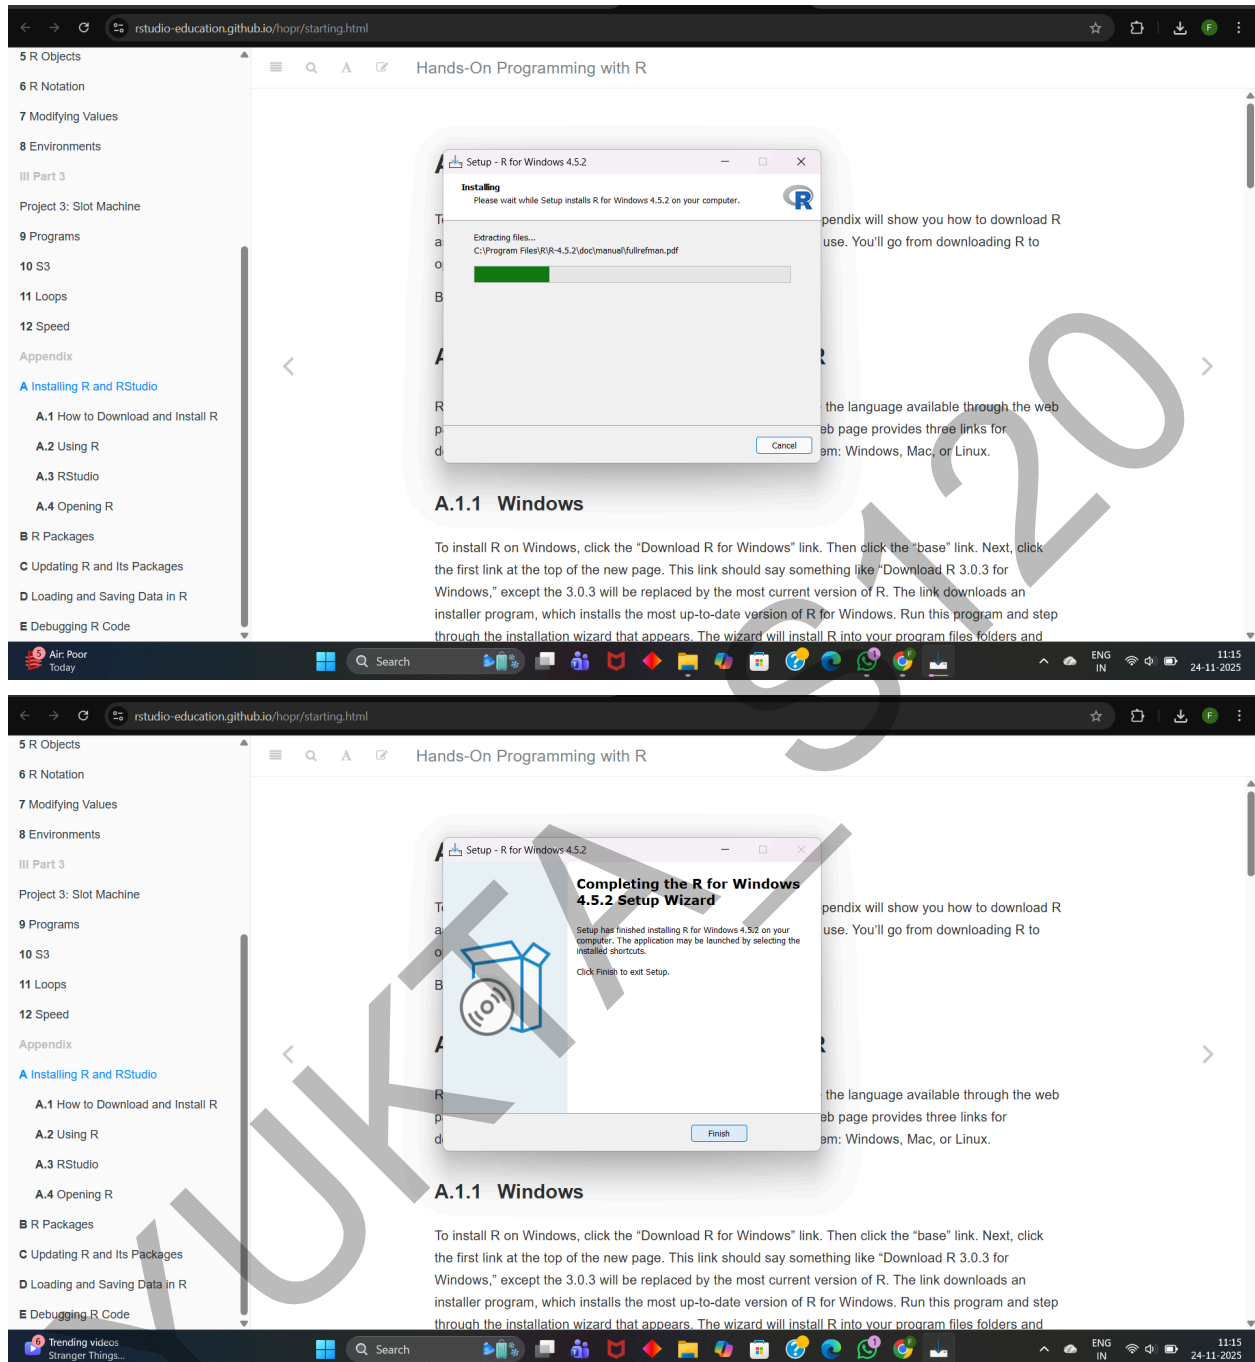 rstudio-education.github.io/hopr/starting.html
F
5 R Objects
6 R Notation
7 Modifying Values
8 Environments
III Part 3
Project 3: Slot Machine
9 Programs
10 S3
11 Loops
12 Speed
Appendix
A Installing R and RStudio
A.1 How to Download and Install R
A.2 Using R
A.3 RStudio
A.4 Opening R
B R Packages
C Updating R and Its Packages
D Loading and Saving Data in R
E Debugging R Code
A
Hands-On Programming with R
Setup - R for Windows 4.5.2
Installing
Please wait while Setup installs R for Windows 4.5.2 on your computer.
R
Extracting files...
C:\Program Files\R\R-4.5.2\doc\manual\fullrefman.pdf
Cancel
pendix will show you how to download R
use. You'll go from downloading R to
the language available through the web
eb page provides three links for
em: Windows, Mac, or Linux.
A.1.1 Windows
To install R on Windows, click the “Download R for Windows” link. Then click the “base” link. Next, click
the first link at the top of the new page. This link should say something like “Download R 3.0.3 for
Windows,” except the 3.0.3 will be replaced by the most current version of R. The link downloads an
installer program, which installs the most up-to-date version of R for Windows. Run this program and step
through the installation wizard that appears. The wizard will install R into your program files folders and
5
Air: Poor
Today
Search
1
F
ENG
IN
11:15
24-11-2025
rstudio-education.github.io/hopr/starting.html
F
5 R Objects
6 R Notation
7 Modifying Values
8 Environments
III Part 3
Project 3: Slot Machine
9 Programs
10 S3
11 Loops
12 Speed
Appendix
A Installing R and RStudio
A.1 How to Download and Install R
A.2 Using R
A.3 RStudio
A.4 Opening R
B R Packages
C Updating R and Its Packages
D Loading and Saving Data in R
E Debugging R Code
A
Hands-On Programming with R
Setup - R for Windows 4.5.2
Completing the R for Windows
4.5.2 Setup Wizard
Setup has finished installing R for Windows 4.5.2 on your
computer. The application may be launched by selecting the
installed shortcuts.
Click Finish to exit Setup.
Finish
pendix will show you how to download R
use. You'll go from downloading R to
the language available through the web
eb page provides three links for
em: Windows, Mac, or Linux.
A.1.1 Windows
To install R on Windows, click the “Download R for Windows” link. Then click the “base” link. Next, click
the first link at the top of the new page. This link should say something like “Download R 3.0.3 for
Windows,” except the 3.0.3 will be replaced by the most current version of R. The link downloads an
installer program, which installs the most up-to-date version of R for Windows. Run this program and step
through the installation wizard that appears. The wizard will install R into your program files folders and
6
Trending videos
Stranger Things...
Search
1
F
ENG
IN
11:15
24-11-2025
YUKTA_S120